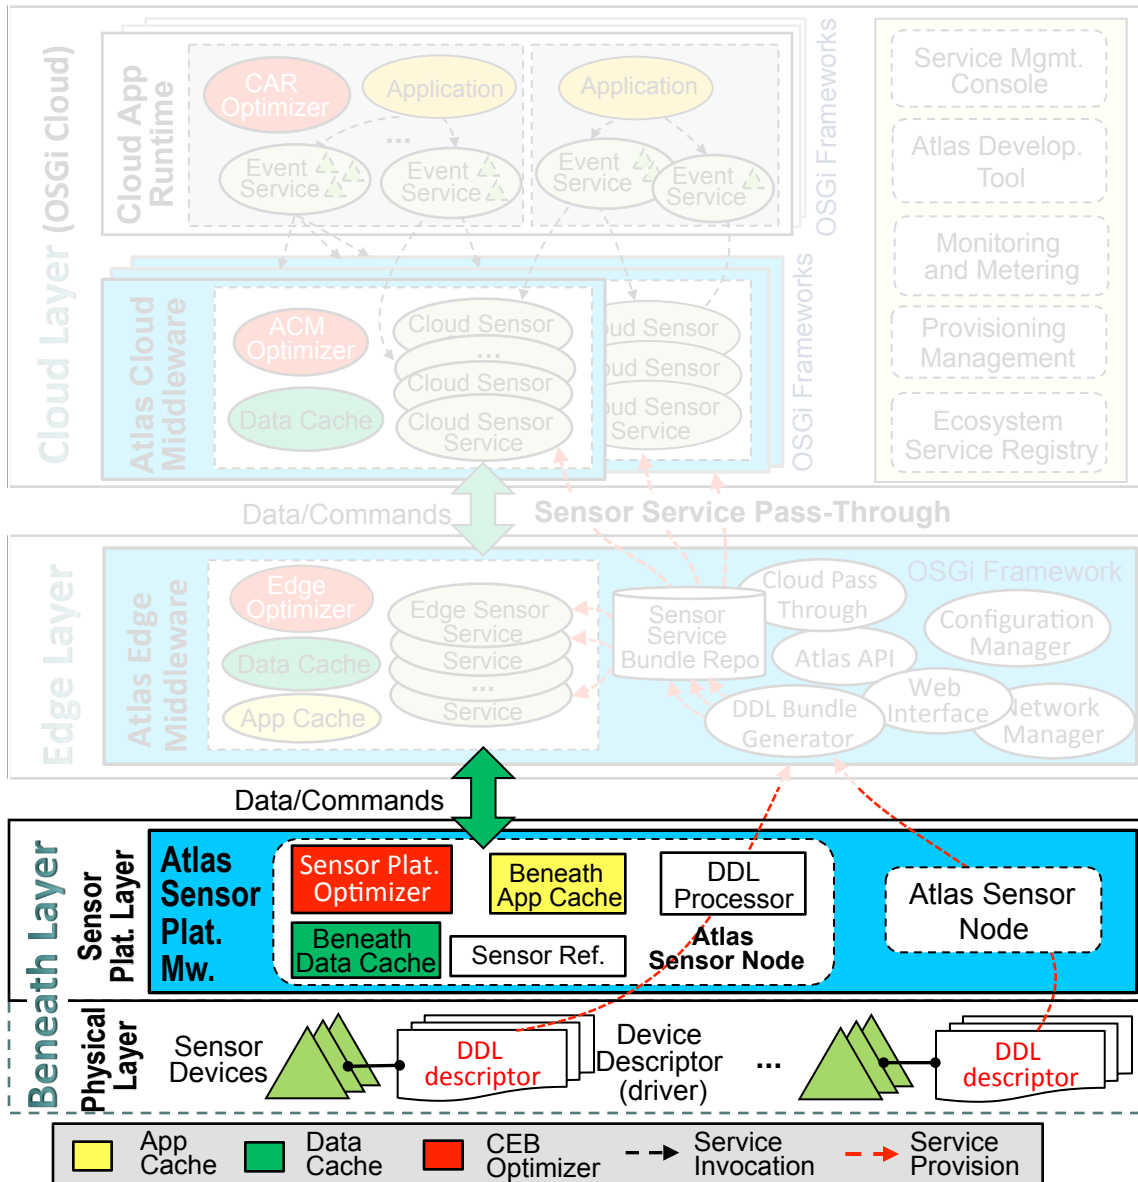 Cloud Layer (OSGi Cloud)
Cloud App
Runtime
CAR
Optimizer
Application
Application
...
Event
Service
Event
Service
Event
Service
Event
Service
OSGi Frameworks
Service Mgmt.
Console
Atlas Develop.
Tool
Monitoring
and Metering
Provisioning
Management
Ecosystem
Service Registry
Atlas Cloud
Middleware
ACM
Optimizer
Data Cache
Cloud Sensor
...
Cloud Sensor
Cloud Sensor
Service
loud Sensor
loud Sensor
loud Sensor
Service
OSGi Frameworks
Data/Commands
Sensor Service Pass-Through
Edge Layer
Atlas Edge
Middleware
Edge
Optimizer
Data Cache
App Cache
Edge Sensor
Service
Service
...
Service
Sensor
Service
Bundle Repo
OSGi Framework
Cloud Pass
Through
Configuration
Manager
Atlas API
Web
Interface
Network
Manager
DDL Bundle
Generator
Data/Commands
Beneath Layer
Sensor
Plat. Layer
Atlas
Sensor
Plat.
Mw.
Sensor Plat.
Optimizer
Beneath
App Cache
DDL
Processor
Beneath
Data Cache
Sensor Ref.
Atlas
Sensor Node
Atlas Sensor
Node
Physical
Layer
Sensor
Devices
DDL
descriptor
Device
Descriptor
(driver)
...
DDL
descriptor
App
Cache
Data
Cache
CEB
Optimizer
Service
Invocation
Service
Provision